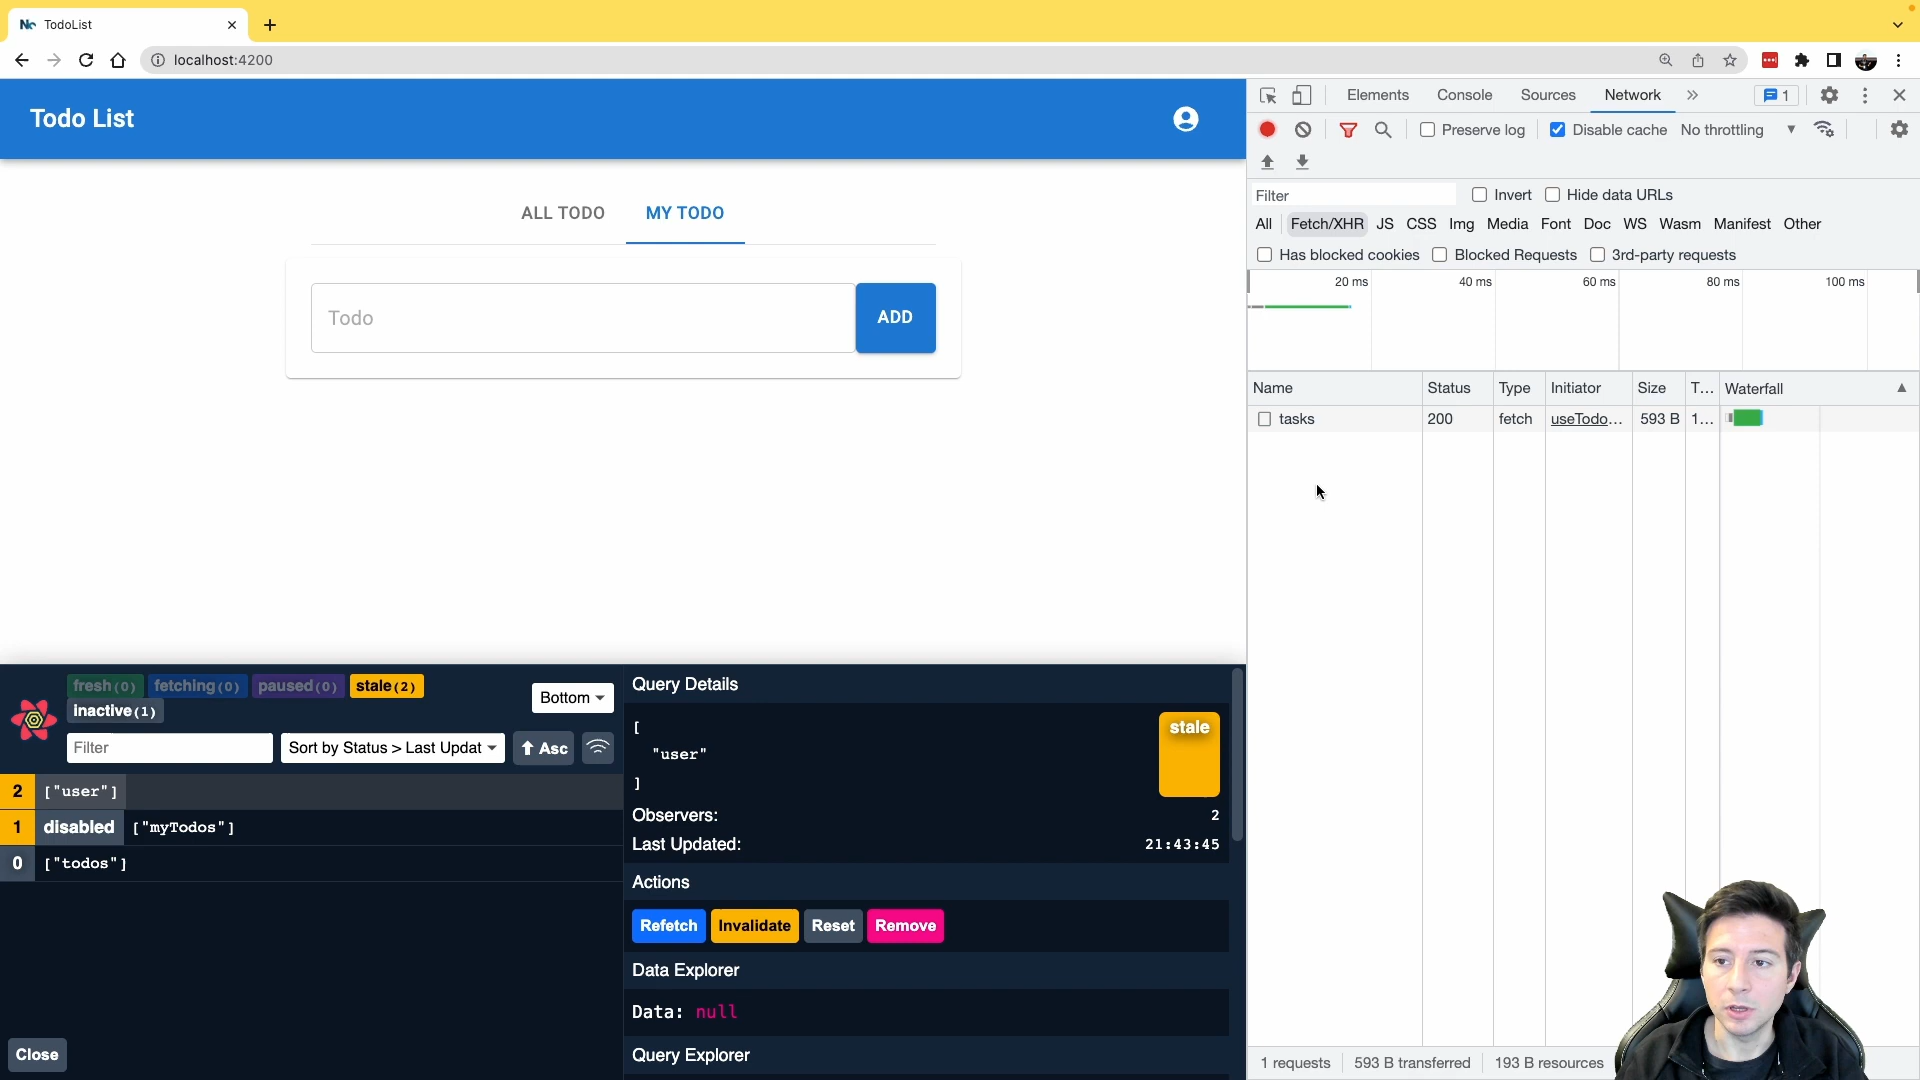 TodoList
localhost:4200
Todo List
ALL TODO
MY TODO
Todo
ADD
Elements
Console
Sources
Network
1
Preserve log
Disable cache
No throttling
Filter
Invert
Hide data URLs
All
Fetch/XHR
JS
CSS
Img
Media
Font
Doc
WS
Wasm
Manifest
Other
Has blocked cookies
Blocked Requests
3rd-party requests
20 ms
40 ms
60 ms
80 ms
100 ms
Name
Status
Type
Initiator
Size
T...
Waterfall
tasks
200
fetch
useTodo...
593 B
1...
1 requests
593 B transferred
193 B resources
fresh(0)
fetching(0)
paused(0)
stale(2)
inactive(1)
Bottom
Filter
Sort by Status > Last Updat
Asc
2
["user"]
1
disabled
["myTodos"]
0
["todos"]
Close
Query Details
[
"user"
]
stale
Observers:
2
Last Updated:
21:43:45
Actions
Refetch
Invalidate
Reset
Remove
Data Explorer
Data: null
Query Explorer